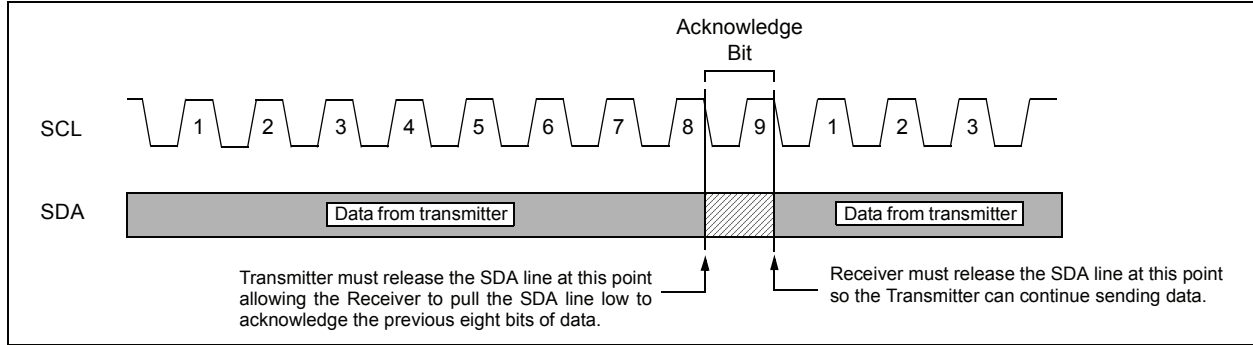 Acknowledge
Bit
SCL 1 2 3 4 5 6 7 8 9 1 2 3
SDA Data from transmitter Data from transmitter
Transmitter must release the SDA line at this point
allowing the Receiver to pull the SDA line low to
acknowledge the previous eight bits of data.
Receiver must release the SDA line at this point
so the Transmitter can continue sending data.